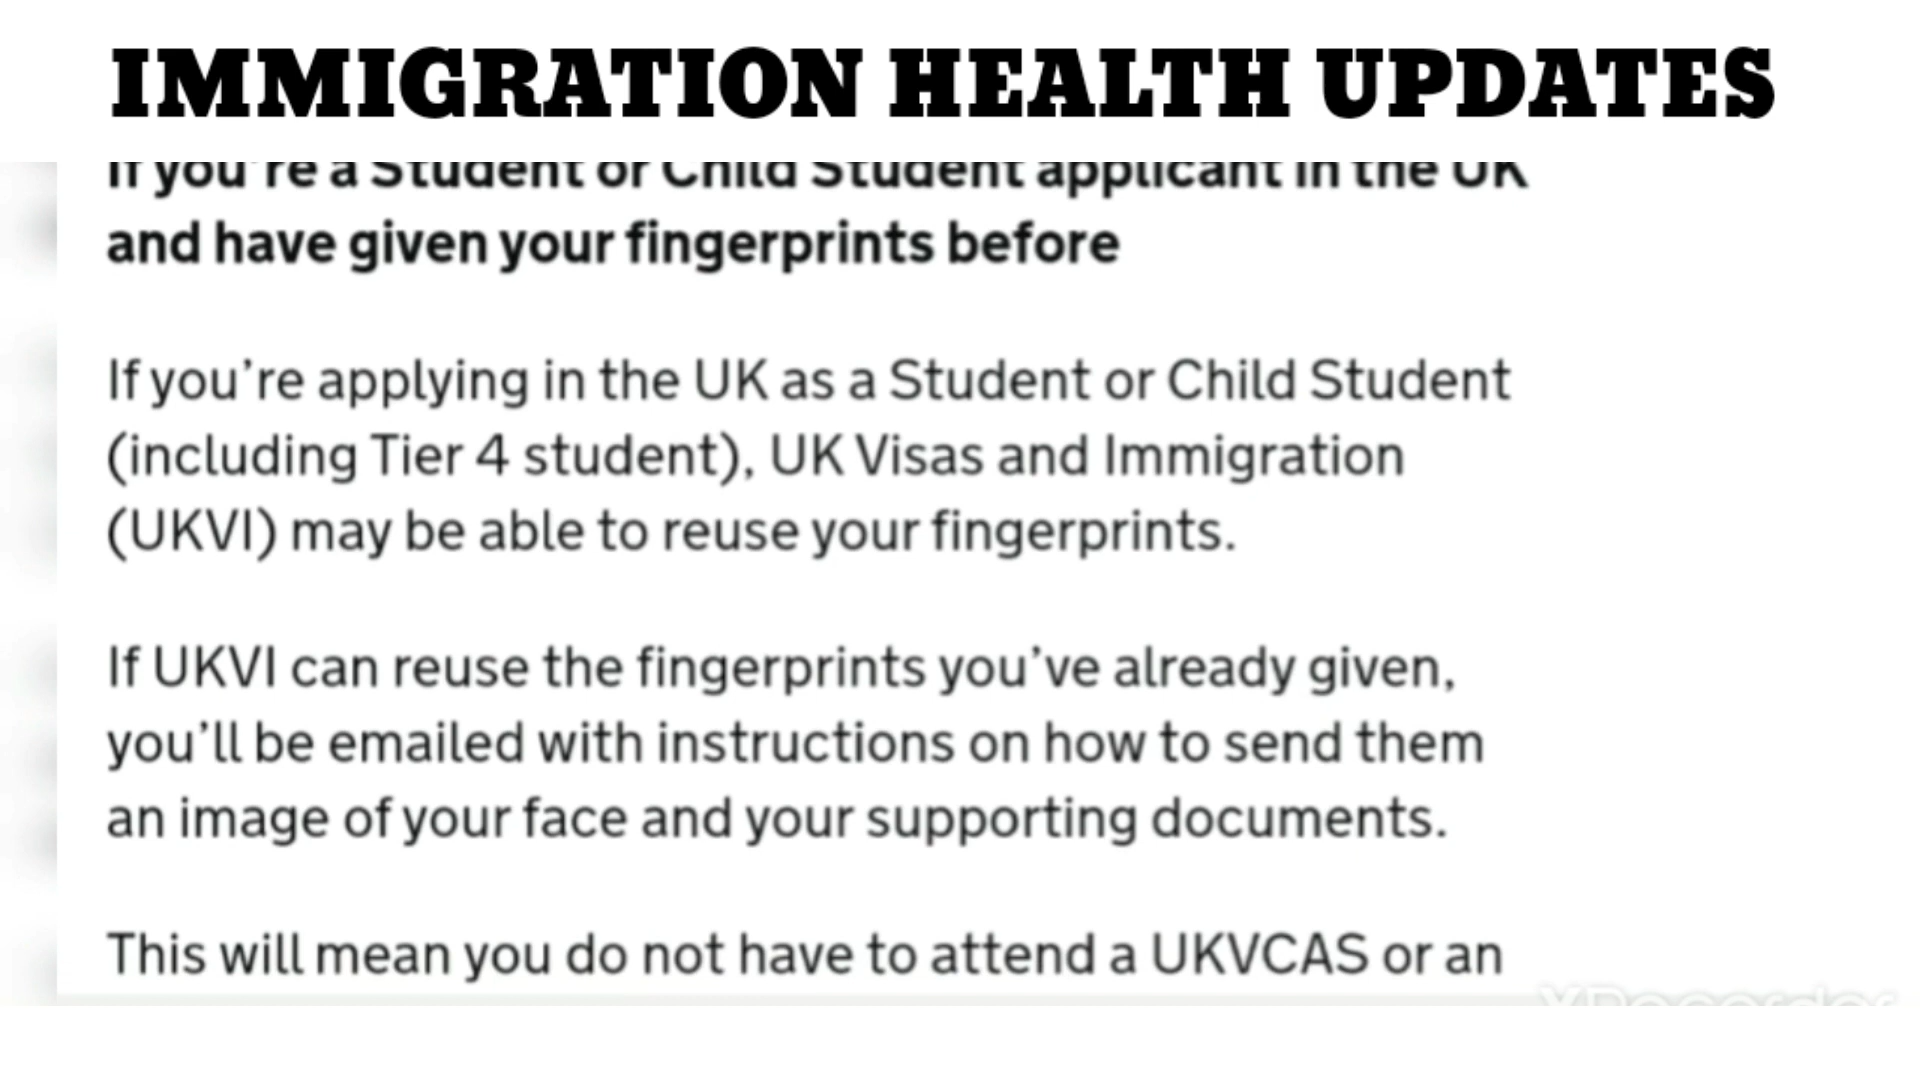 IMMIGRATION HEALTH UPDATES
If you're a Student or Child Student applicant in the UK
and have given your fingerprints before
If you're applying in the UK as a Student or Child Student
(including Tier 4 student), UK Visas and Immigration
(UKVI) may be able to reuse your fingerprints.
If UKVI can reuse the fingerprints you've already given,
you'll be emailed with instructions on how to send them
an image of your face and your supporting documents.
This will mean you do not have to attend a UKVCAS or an
XRecorder